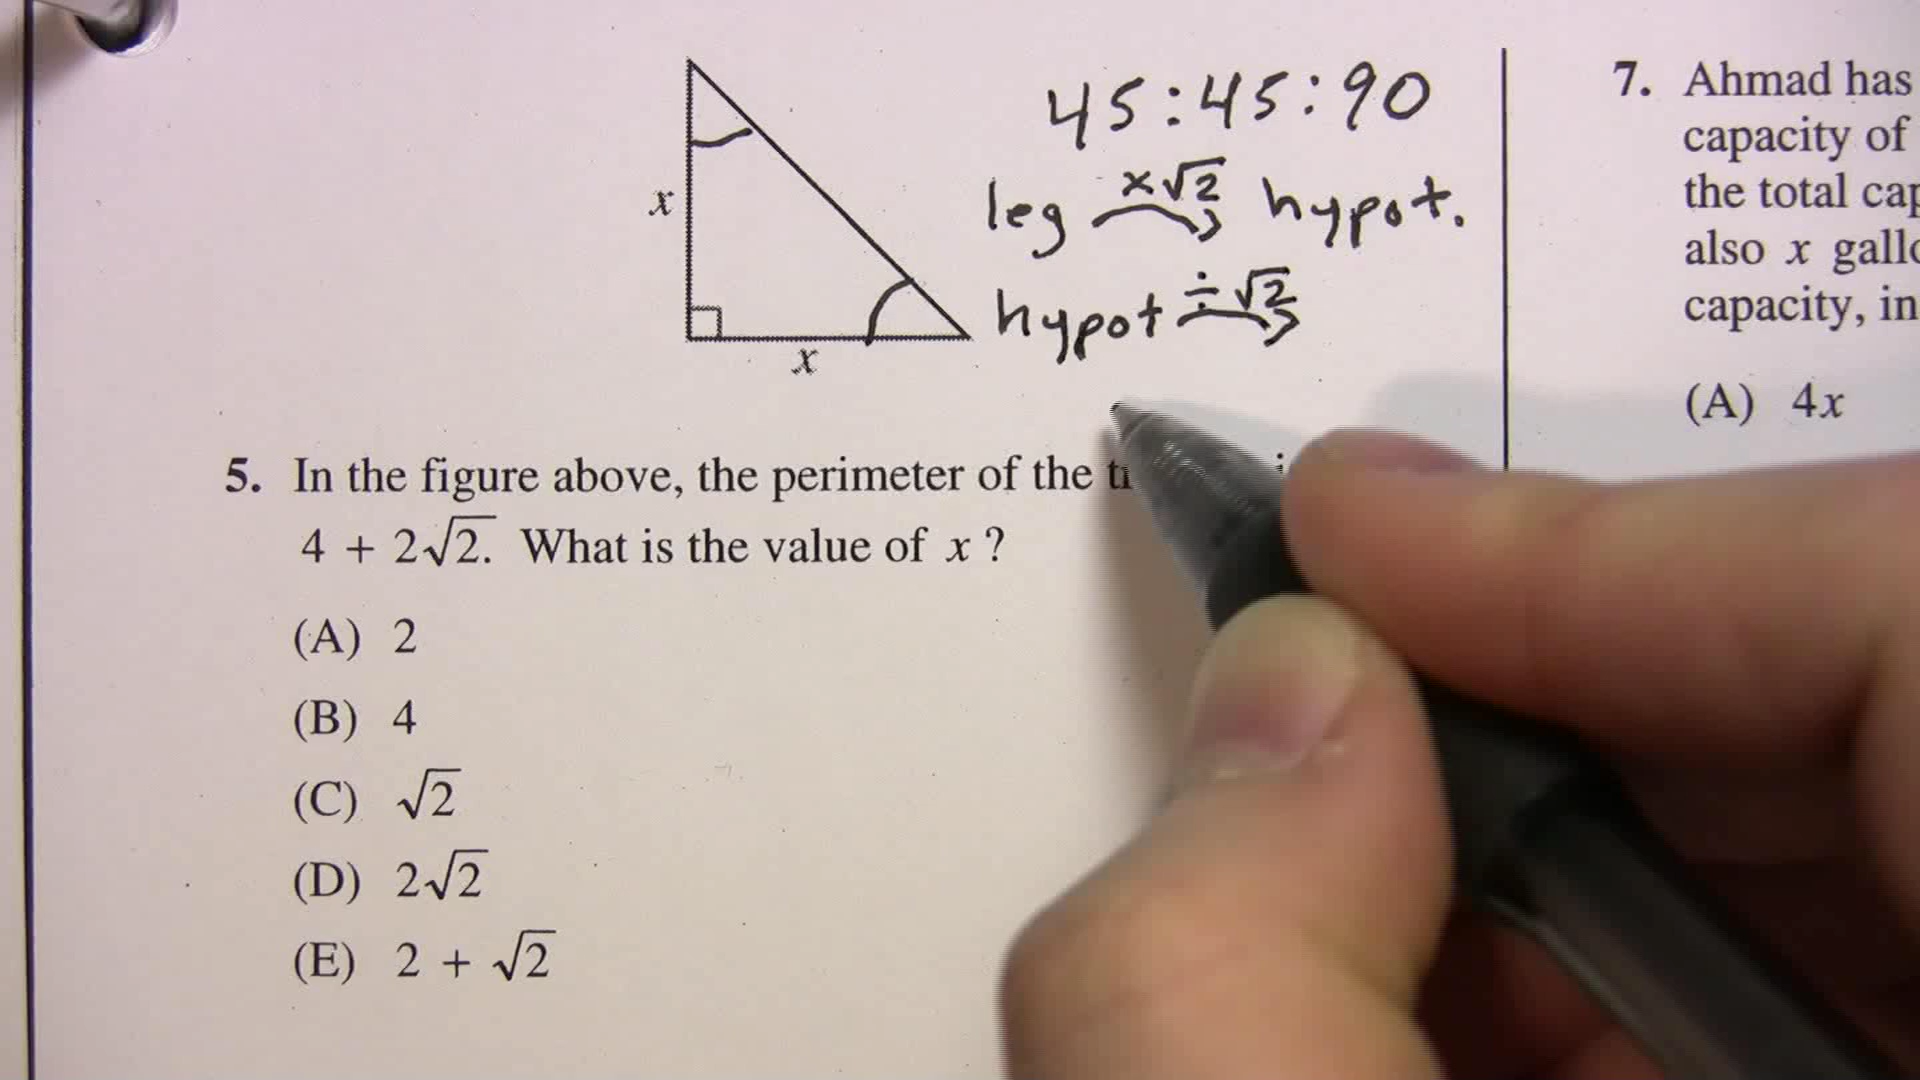 45:45:90
x
leg x√2 hypot.
hypot ÷√2
x
5. In the figure above, the perimeter of the
4 + 2√2. What is the value of x ?
(A) 2
(B) 4
(C) √2
(D) 2√2
(E) 2 + √2
7. Ahmad has
capacity of
the total
also x
capacity, in
(A) 4x